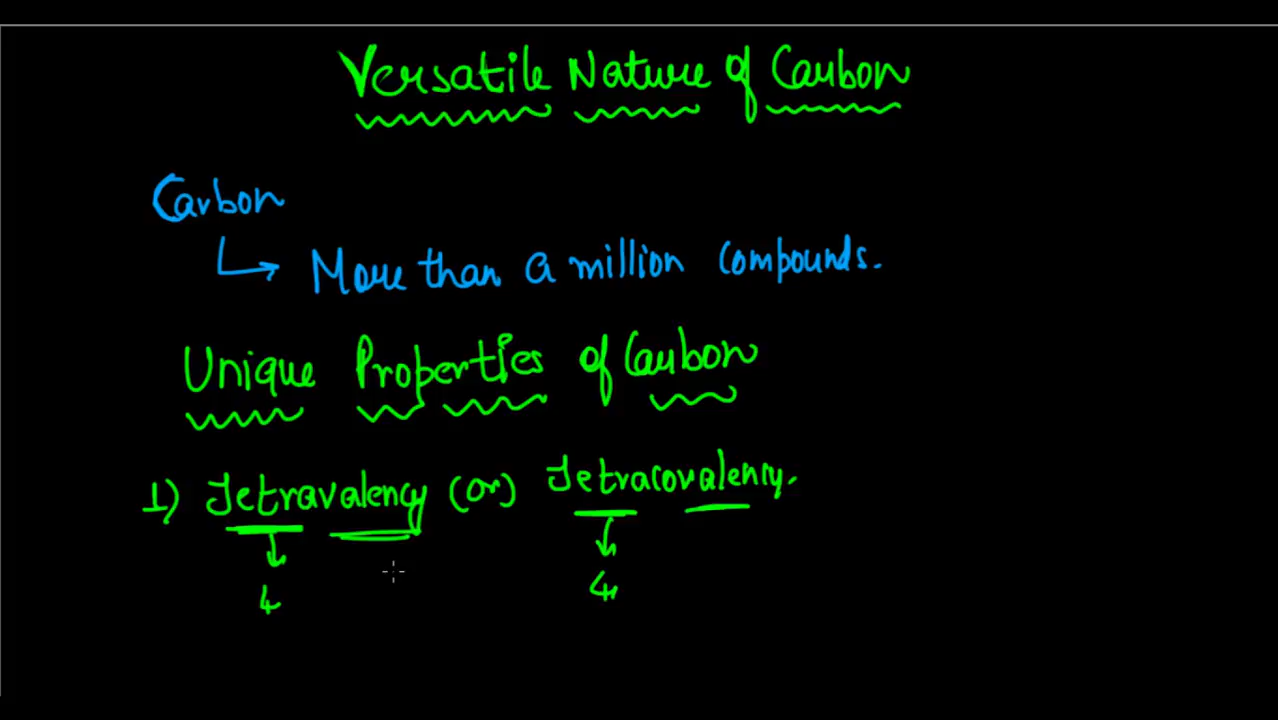 Versatile Nature of Carbon
Carbon
More than a million compounds.
Unique Properties of Carbon
1) Tetravalency (or) Tetracovalency.
4 4